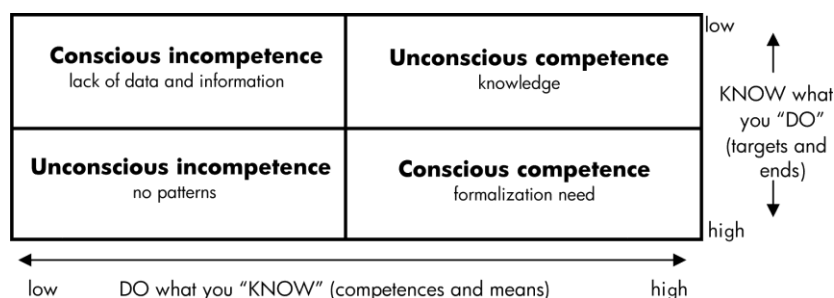 Conscious incompetence
lack of data and information
Unconscious competence
knowledge
Unconscious incompetence
no patterns
Conscious competence
formalization need
low
KNOW what
you “DO”
(targets and
ends)
high
low DO what you “KNOW” (competences and means) high